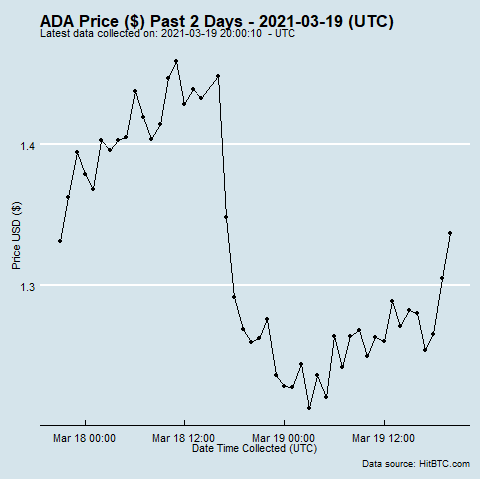 ADA Price ($) Past 2 Days - 2021-03-19 (UTC)
Latest data collected on: 2021-03-19 20:00:10  - UTC
1.4
1.3
Price USD ($)
Mar 18 00:00 Mar 18 12:00 Mar 19 00:00 Mar 19 12:00
Date Time Collected (UTC)
Data source: HitBTC.com